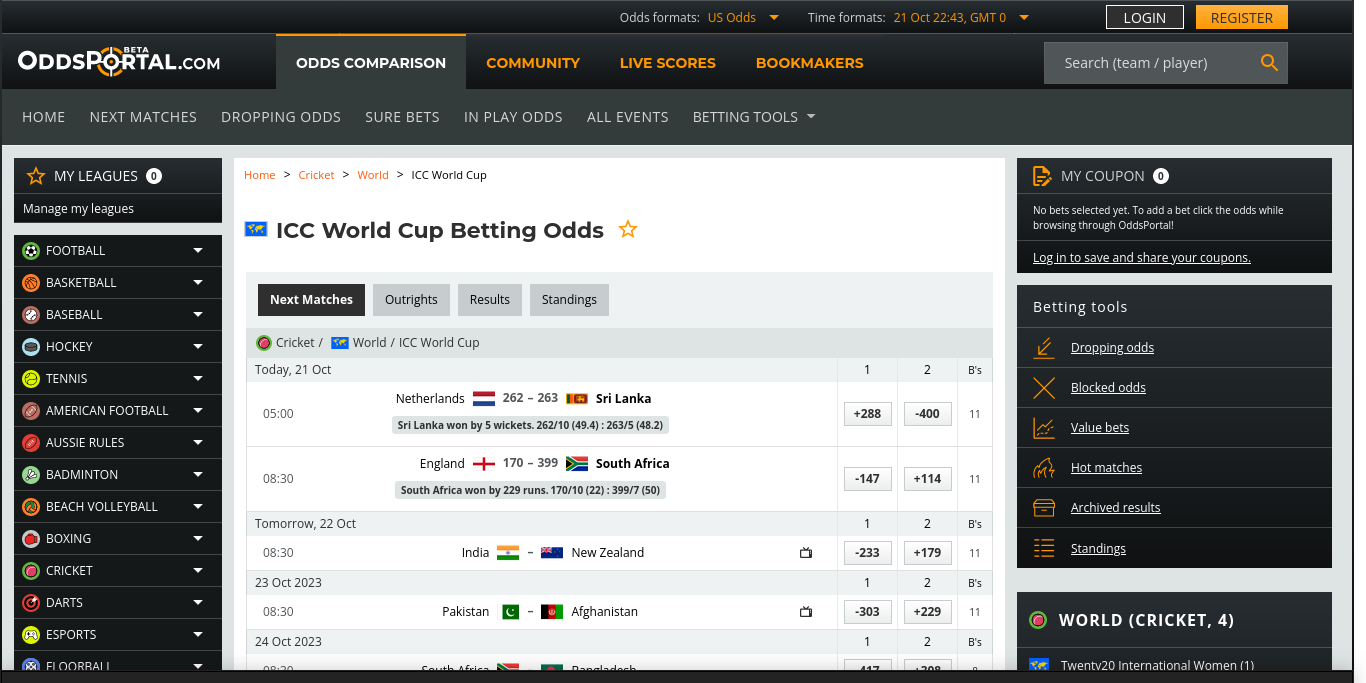 Odds formats: US Odds Time formats: 21 Oct 22:43, GMT 0 LOGIN REGISTER
ODDSPORTAL.COM BETA ODDS COMPARISON COMMUNITY LIVE SCORES BOOKMAKERS Search (team / player)
HOME NEXT MATCHES DROPPING ODDS SURE BETS IN PLAY ODDS ALL EVENTS BETTING TOOLS
MY LEAGUES 0
Manage my leagues
FOOTBALL
BASKETBALL
BASEBALL
HOCKEY
TENNIS
AMERICAN FOOTBALL
AUSSIE RULES
BADMINTON
BEACH VOLLEYBALL
BOXING
CRICKET
DARTS
ESPORTS
FLOORBALL
Home > Cricket > World > ICC World Cup
ICC World Cup Betting Odds
Next Matches Outrights Results Standings
Cricket / World / ICC World Cup
Today, 21 Oct 1 2 B's
05:00 Netherlands 262 – 263 Sri Lanka +288 -400 11
Sri Lanka won by 5 wickets. 262/10 (49.4) : 263/5 (48.2)
08:30 England 170 – 399 South Africa -147 +114 11
South Africa won by 229 runs. 170/10 (22) : 399/7 (50)
Tomorrow, 22 Oct 1 2 B's
08:30 India – New Zealand -233 +179 11
23 Oct 2023 1 2 B's
08:30 Pakistan – Afghanistan -303 +229 11
24 Oct 2023 1 2 B's
08:30 South Africa – Bangladesh -417 +308
MY COUPON 0
No bets selected yet. To add a bet click the odds while
browsing through OddsPortal!
Log in to save and share your coupons.
Betting tools
Dropping odds
Blocked odds
Value bets
Hot matches
Archived results
Standings
WORLD (CRICKET, 4)
Twenty20 International Women (1)